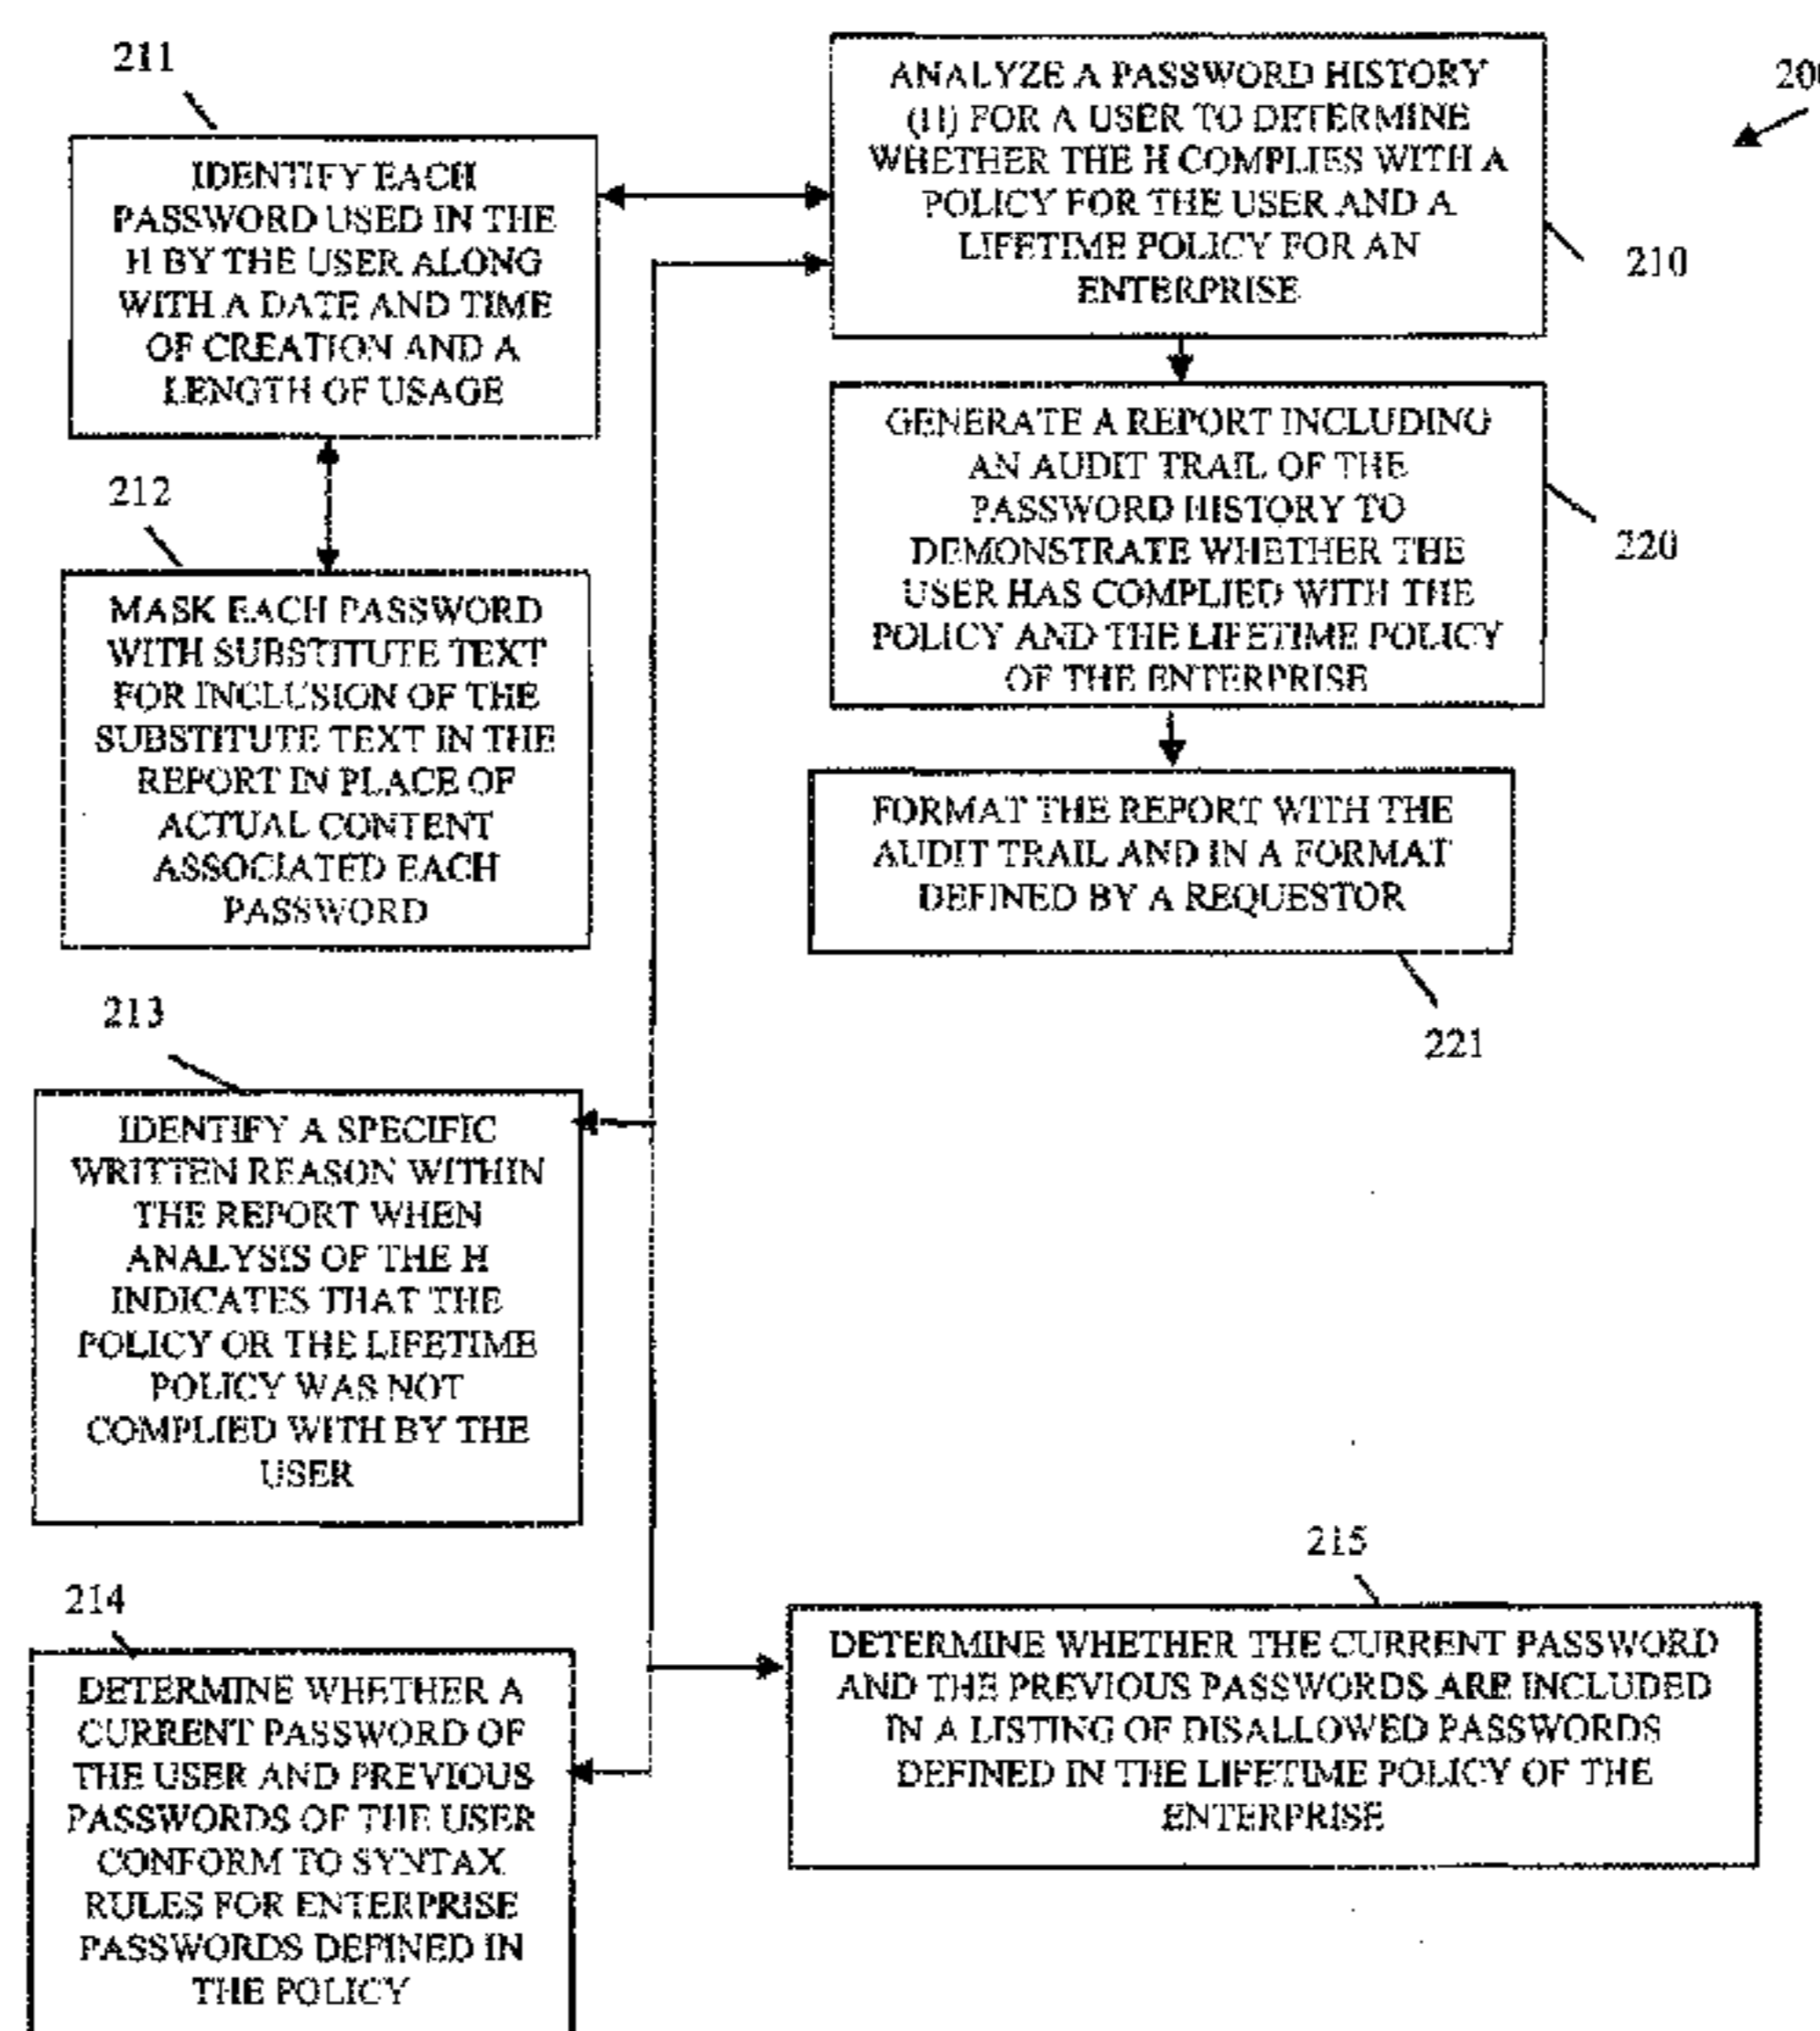 211
IDENTIFY EACH
PASSWORD USED IN THE
H BY THE USER ALONG
WITH A DATE AND TIME
OF CREATION AND A
LENGTH OF USAGE
ANALYZE A PASSWORD HISTORY
(H) FOR A USER TO DETERMINE
WHETHER THE H COMPLIES WITH A
POLICY FOR THE USER AND A
LIFETIME POLICY FOR AN
ENTERPRISE
210
212
MASK EACH PASSWORD
WITH SUBSTITUTE TEXT
FOR INCLUSION OF THE
SUBSTITUTE TEXT IN THE
REPORT IN PLACE OF
ACTUAL CONTENT
ASSOCIATED EACH
PASSWORD
GENERATE A REPORT INCLUDING
AN AUDIT TRAIL OF THE
PASSWORD HISTORY TO
DEMONSTRATE WHETHER THE
USER HAS COMPLIED WITH THE
POLICY AND THE LIFETIME POLICY
OF THE ENTERPRISE
220
FORMAT THE REPORT WITH THE
AUDIT TRAIL AND IN A FORMAT
DEFINED BY A REQUESTOR
221
213
IDENTIFY A SPECIFIC
WRITTEN REASON WITHIN
THE REPORT WHEN
ANALYSIS OF THE H
INDICATES THAT THE
POLICY OR THE LIFETIME
POLICY WAS NOT
COMPLIED WITH BY THE
USER
214
DETERMINE WHETHER A
CURRENT PASSWORD OF
THE USER AND PREVIOUS
PASSWORDS OF THE USER
CONFORM TO SYNTAX
RULES FOR ENTERPRISE
PASSWORDS DEFINED IN
THE POLICY
215
DETERMINE WHETHER THE CURRENT PASSWORD
AND THE PREVIOUS PASSWORDS ARE INCLUDED
IN A LISTING OF DISALLOWED PASSWORDS
DEFINED IN THE LIFETIME POLICY OF THE
ENTERPRISE